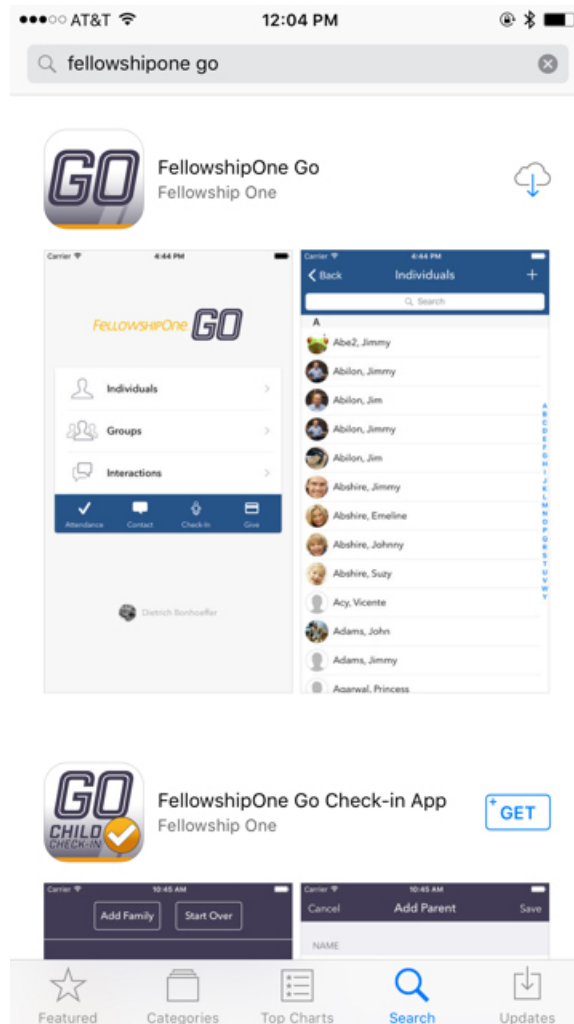 AT&T 12:04 PM
fellowshipone go
GO
FellowshipOne Go
Fellowship One
Carrier 4:44 PM
FELLOWSHIPONE GO
Individuals
Groups
Interactions
Attendance Contact Check-In Give
Dietrich Bonhoeffer
Carrier 4:44 PM
Back Individuals +
Search
A
Abe2, Jimmy
Abilon, Jimmy
Abilon, Jim
Abilon, Jimmy
Abilon, Jim
Abshire, Jimmy
Abshire, Emeline
Abshire, Johnny
Abshire, Suzy
Acy, Vicente
Adams, John
Adams, Jimmy
Agarwal, Princess
A
B
C
D
E
F
G
H
I
J
K
L
M
N
O
P
Q
R
S
T
U
V
W
Y
GO
CHILD
CHECK-IN
FellowshipOne Go Check-in App
Fellowship One
+GET
Carrier 10:45 AM
Add Family Start Over
Carrier 10:45 AM
Cancel Add Parent Save
NAME
Featured Categories Top Charts Search Updates